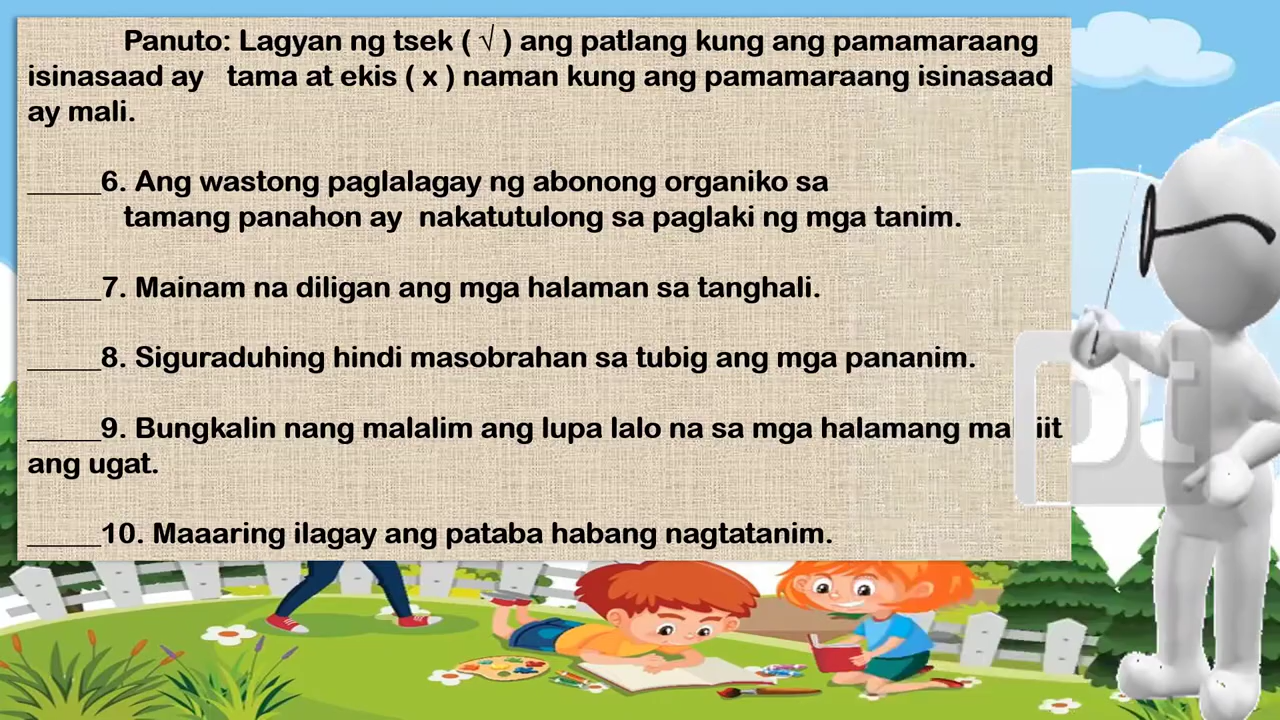 Panuto: Lagyan ng tsek ( √ ) ang patlang kung ang pamamaraang
isinasaad ay tama at ekis ( x ) naman kung ang pamamaraang isinasaad
ay mali.
_____6. Ang wastong paglalagay ng abonong organiko sa
tamang panahon ay nakatutulong sa paglaki ng mga tanim.
_____7. Mainam na diligan ang mga halaman sa tanghali.
_____8. Siguraduhing hindi masobrahan sa tubig ang mga pananim.
_____9. Bungkalin nang malalim ang lupa lalo na sa mga halamang
ang ugat.
_____10. Maaaring ilagay ang pataba habang nagtatanim.